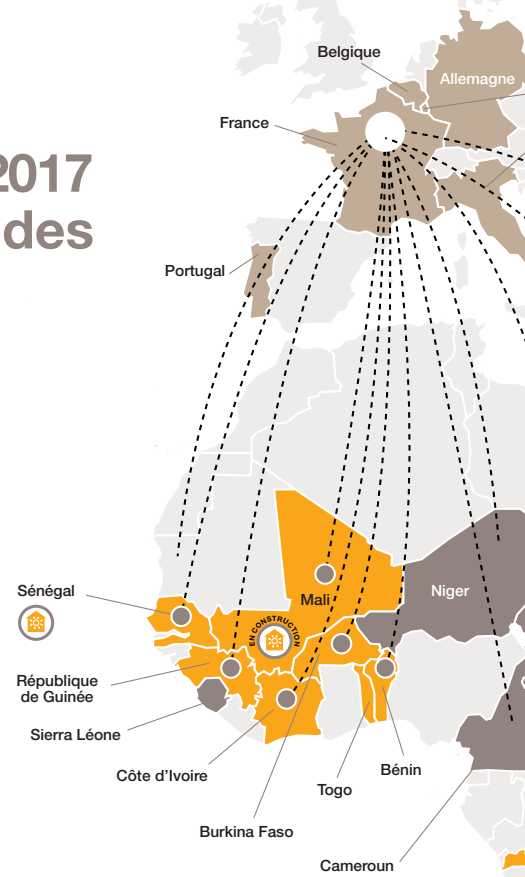 Belgique
Allemagne
France
2017
des
Portugal
Niger
Sénégal
Mali
EN CONSTRUCTION
République
de Guinée
Sierra Léone
Côte d'Ivoire
Bénin
Togo
Burkina Faso
Cameroun